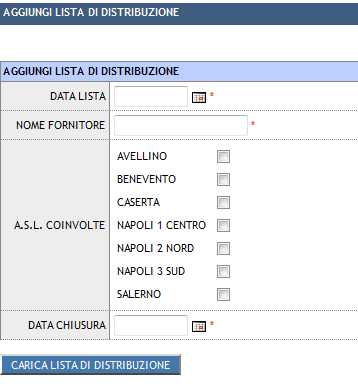 AGGIUNGI LISTA DI DISTRIBUZIONE
AGGIUNGI LISTA DI DISTRIBUZIONE
DATA LISTA *
NOME FORNITORE *
A.S.L. COINVOLTE
AVELLINO
BENEVENTO
CASERTA
NAPOLI 1 CENTRO
NAPOLI 2 NORD
NAPOLI 3 SUD
SALERNO
DATA CHIUSURA *
CARICA LISTA DI DISTRIBUZIONE